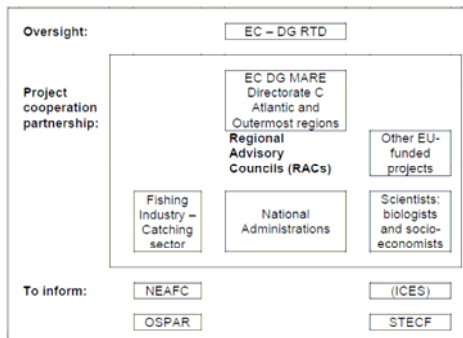 Oversight:
EC – DG RTD
Project
cooperation
partnership:
EC DG MARE
Directorate C
Atlantic and
Outermost regions
Regional
Advisory
Councils (RACs)
Other EU-
funded
projects
Fishing
Industry –
Catching
sector
National
Administrations
Scientists:
biologists
and socio-
economists
To inform:
NEAFC
(ICES)
OSPAR
STECF